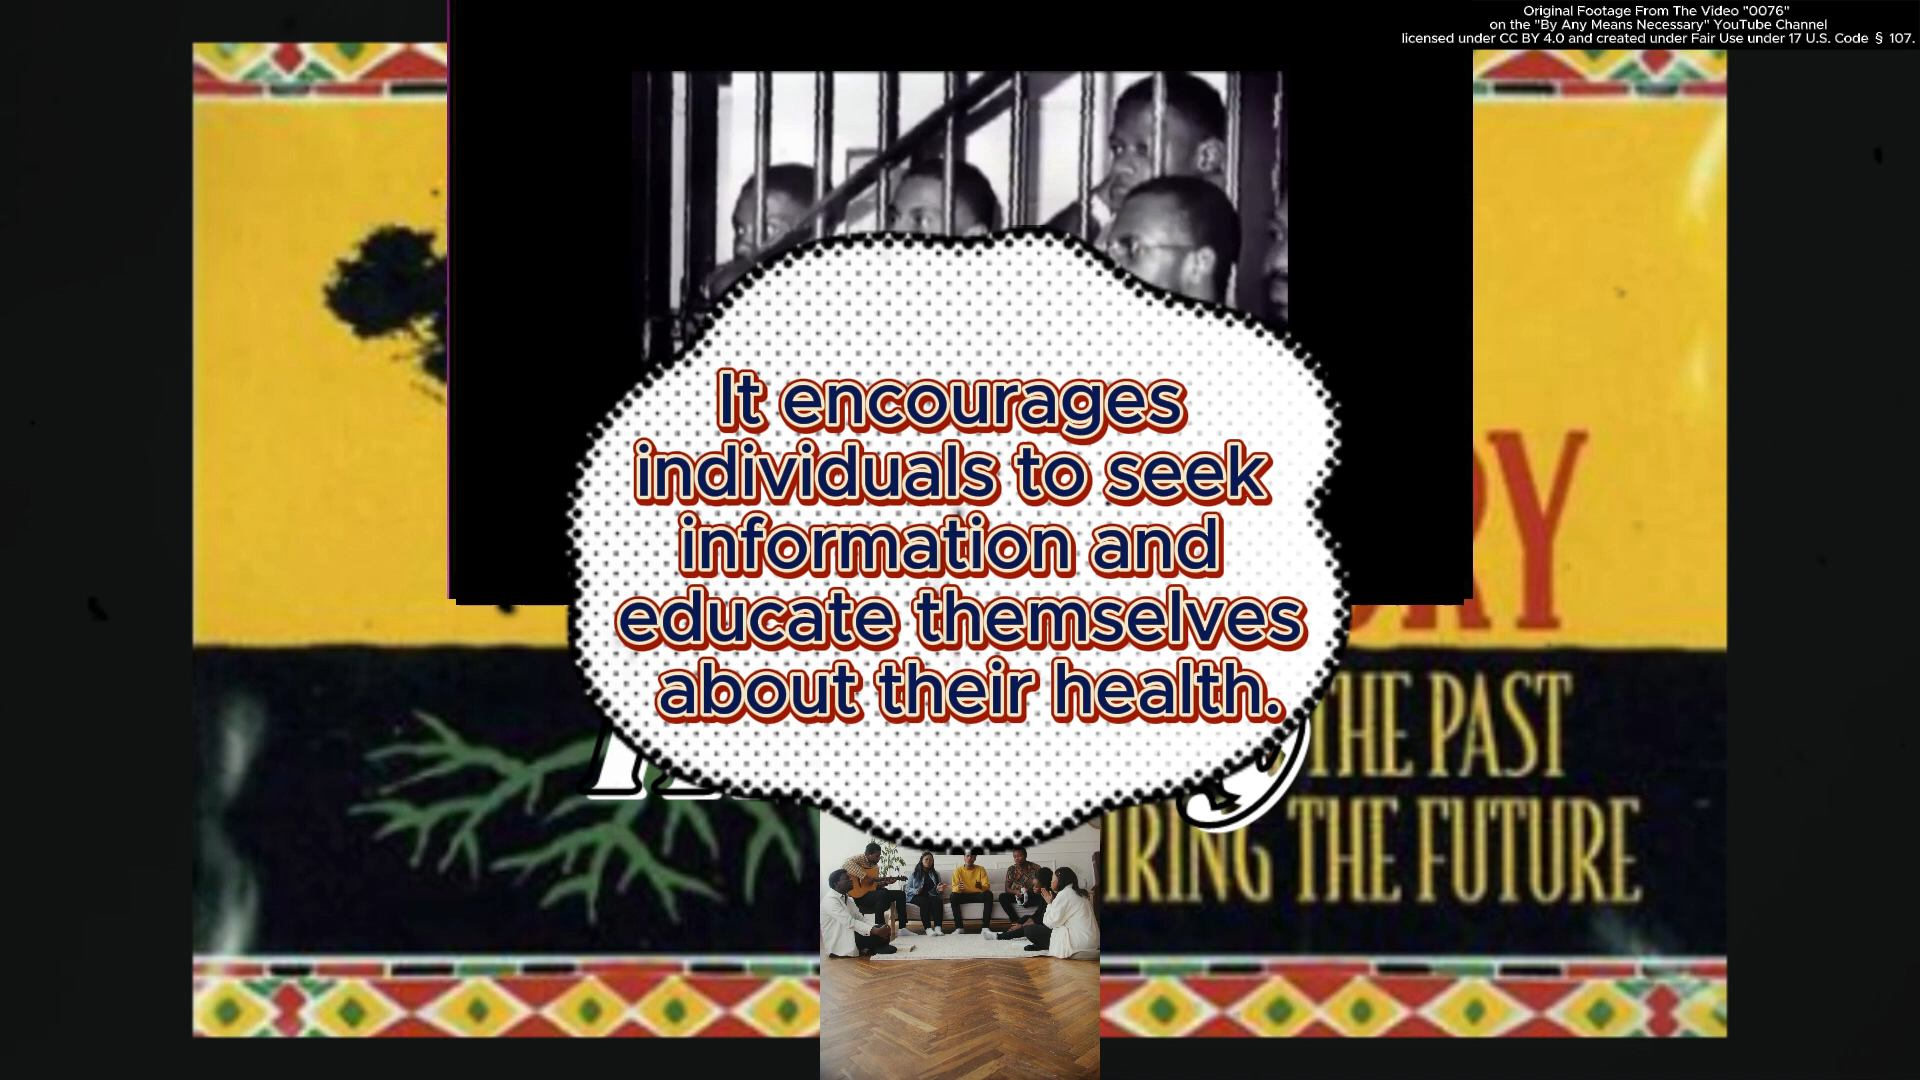 Original Footage From The Video "0076"
on the "By Any Means Necessary" YouTube Channel
licensed under CC BY 4.0 and created under Fair Use under 17 U.S. Code § 107.
It encourages
individuals to seek
information and
educate themselves
about their health.
RY
THE PAST
IRING THE FUTURE